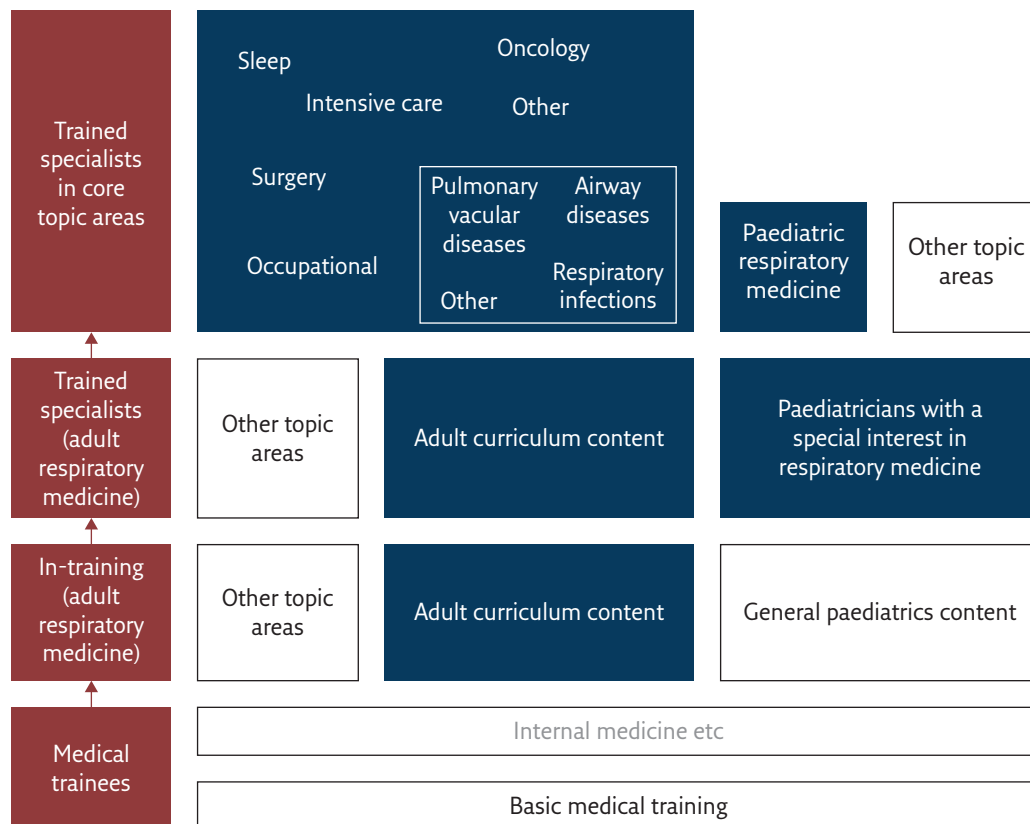 Trained
specialists
in core
topic areas
Sleep
Oncology
Intensive care
Other
Surgery
Occupational
Pulmonary
vacular
diseases
Airway
diseases
Other
Respiratory
infections
Paediatric
respiratory
medicine
Other topic
areas
Trained
specialists
(adult
respiratory
medicine)
Other topic
areas
Adult curriculum content
Paediatricians with a
special interest in
respiratory medicine
In-training
(adult
respiratory
medicine)
Other topic
areas
Adult curriculum content
General paediatrics content
Medical
trainees
Internal medicine etc
Basic medical training